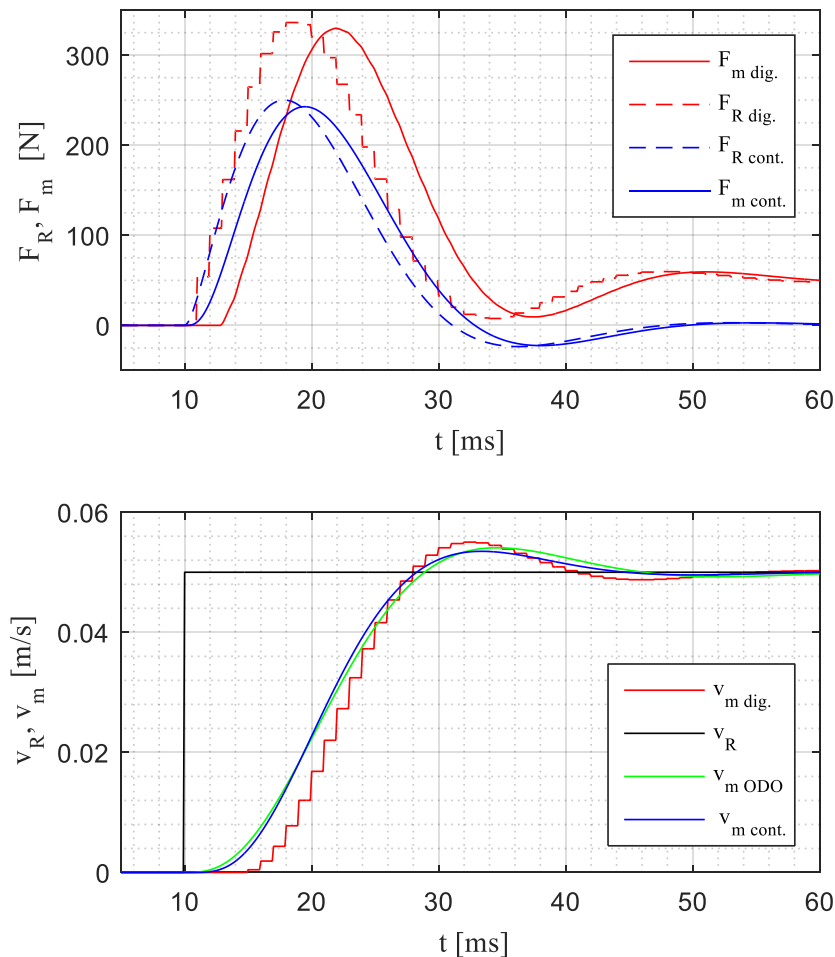 300
200
100
0
F_R, F_m [N]
F_m dig.
F_R dig.
F_R cont.
F_m cont.
10 20 30 40 50 60
t [ms]
0.06
0.04
0.02
0
v_R, v_m [m/s]
v_m dig.
v_R
v_m ODO
v_m cont.
10 20 30 40 50 60
t [ms]